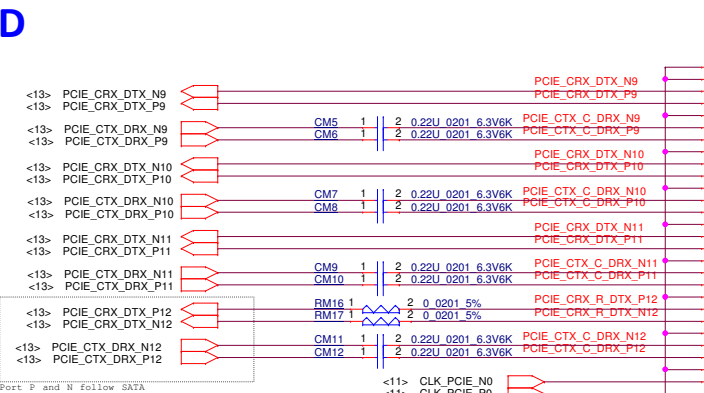 D
<13> PCIE_CRX_DTX_N9 PCIE_CRX_DTX_N9
<13> PCIE_CRX_DTX_P9 PCIE_CRX_DTX_P9
<13> PCIE_CTX_DRX_N9 CM5 1 2 0.22U_0201_6.3V6K PCIE_CTX_C_DRX_N9
<13> PCIE_CTX_DRX_P9 CM6 1 2 0.22U_0201_6.3V6K PCIE_CTX_C_DRX_P9
<13> PCIE_CRX_DTX_N10 PCIE_CRX_DTX_N10
<13> PCIE_CRX_DTX_P10 PCIE_CRX_DTX_P10
<13> PCIE_CTX_DRX_N10 CM7 1 2 0.22U_0201_6.3V6K PCIE_CTX_C_DRX_N10
<13> PCIE_CTX_DRX_P10 CM8 1 2 0.22U_0201_6.3V6K PCIE_CTX_C_DRX_P10
<13> PCIE_CRX_DTX_N11 PCIE_CRX_DTX_N11
<13> PCIE_CRX_DTX_P11 PCIE_CRX_DTX_P11
<13> PCIE_CTX_DRX_N11 CM9 1 2 0.22U_0201_6.3V6K PCIE_CTX_C_DRX_N11
<13> PCIE_CTX_DRX_P11 CM10 1 2 0.22U_0201_6.3V6K PCIE_CTX_C_DRX_P11
<13> PCIE_CRX_DTX_P12 RM16 1 2 0_0201_5% PCIE_CRX_R_DTX_P12
<13> PCIE_CRX_DTX_N12 RM17 1 2 0_0201_5% PCIE_CRX_R_DTX_N12
<13> PCIE_CTX_DRX_N12 CM11 1 2 0.22U_0201_6.3V6K PCIE_CTX_C_DRX_N12
<13> PCIE_CTX_DRX_P12 CM12 1 2 0.22U_0201_6.3V6K PCIE_CTX_C_DRX_P12
<11> CLK_PCIE_N0
Port P and N follow SATA